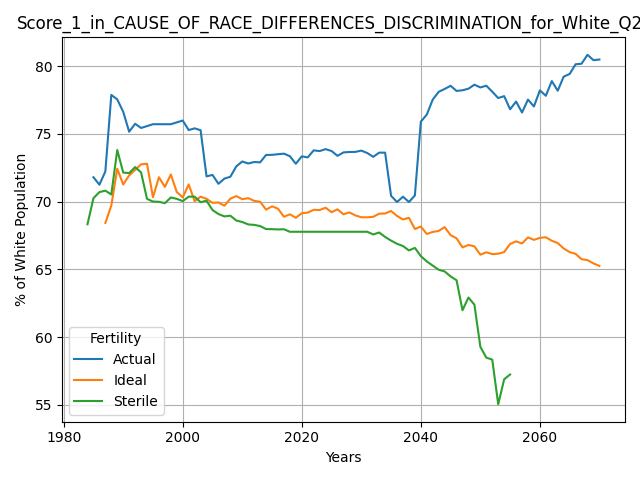 Score_1_in_CAUSE_OF_RACE_DIFFERENCES_DISCRIMINATION_for_White_Q2
80
75
70
65
60
55
% of White Population
Fertility
Actual
Ideal
Sterile
1980
2000
2020
2040
2060
Years